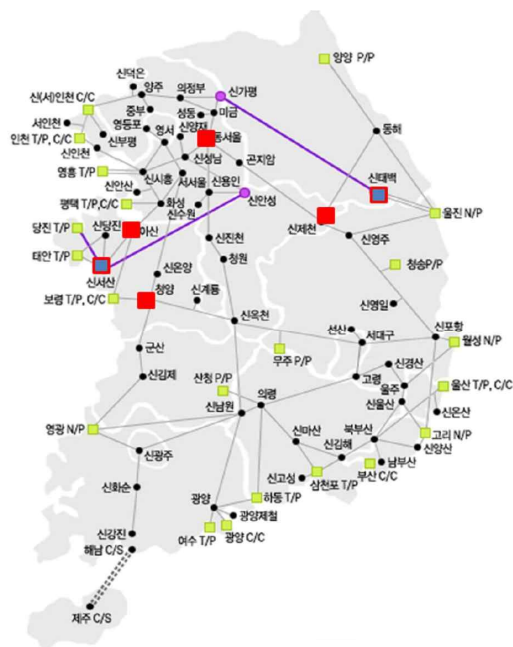 양양 P/P
신덕은
양주
의정부
신가평
신(서)인천 C/C
중부
성동
신양재
미금
서인천
영등포
영서
동서울
동해
인천 T/P, C/C
신부평
신성남
곤지암
신인천
신태백
영흥 T/P
신시흥
서서울
신용인
신안산
신안성
평택 T/P,C/C
화성
신수원
울진 N/P
당진 T/P
신당진
아산
신제천
신진천
신영주
태안 T/P
청원
청송P/P
신서산
신온양
신계룡
보령 T/P, C/C
청양
신영일
신옥천
선산
서대구
신포항
월성 N/P
군산
무주 P/P
신경산
신김제
산청 P/P
고령
울주
울산 T/P, C/C
의령
신울산
신남원
신온산
영광 N/P
신마산
북부산
고리 N/P
신광주
신김해
신양산
남부산
신고성
삼천포 T/P
부산 C/C
신화순
광양
하동 T/P
광양제철
신강진
여수 T/P
광양 C/C
해남 C/S
제주 C/S